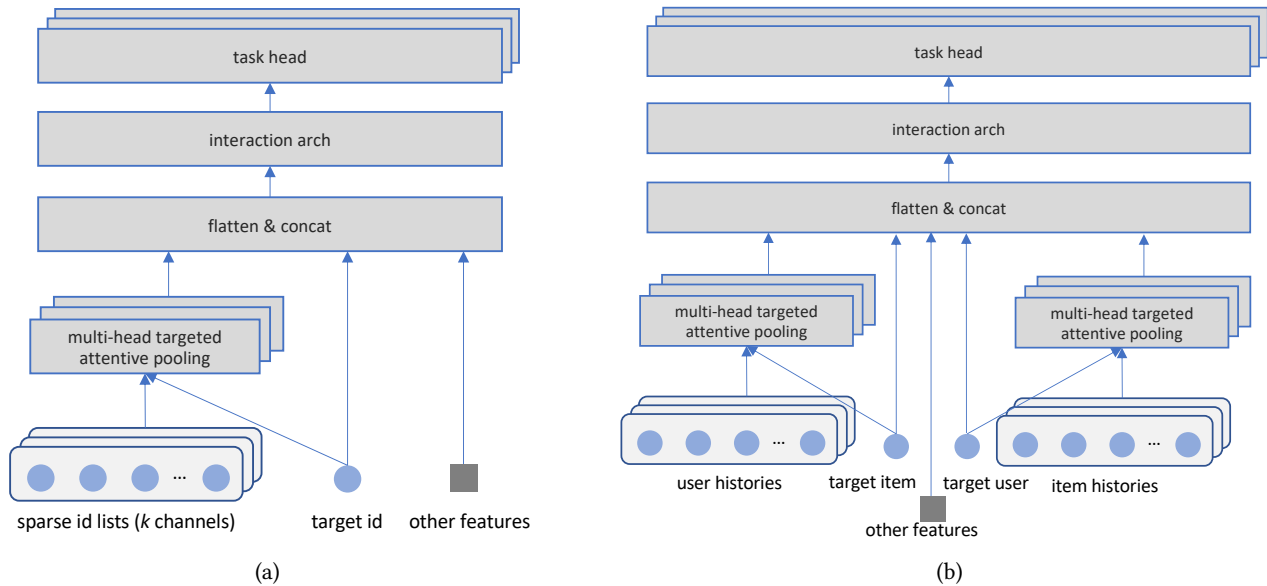 task head
interaction arch
flatten & concat
multi-head targeted
attentive pooling
...
sparse id lists (k channels)
target id
other features
(a)
task head
interaction arch
flatten & concat
multi-head targeted
attentive pooling
multi-head targeted
attentive pooling
...
...
user histories
target item
target user
item histories
other features
(b)